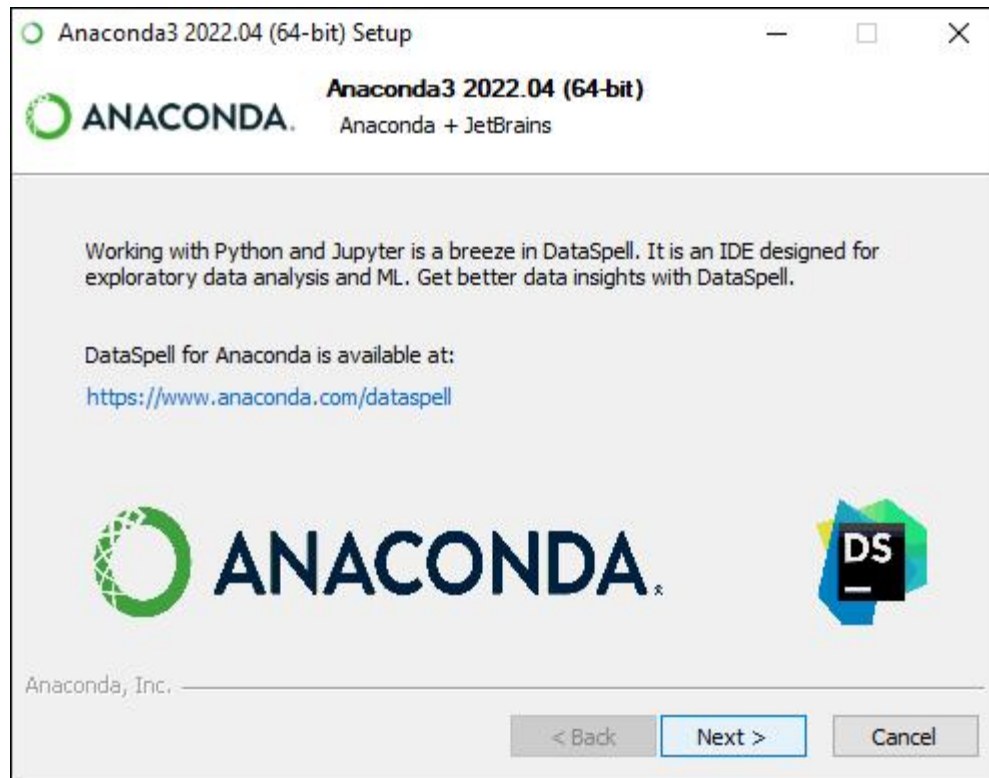 Anaconda3 2022.04 (64-bit) Setup
Anaconda3 2022.04 (64-bit)
ANACONDA.
Anaconda + JetBrains
Working with Python and Jupyter is a breeze in DataSpell. It is an IDE designed for
exploratory data analysis and ML. Get better data insights with DataSpell.
DataSpell for Anaconda is available at:
https://www.anaconda.com/dataspell
ANACONDA®
DS
Anaconda, Inc.
< Back Next > Cancel